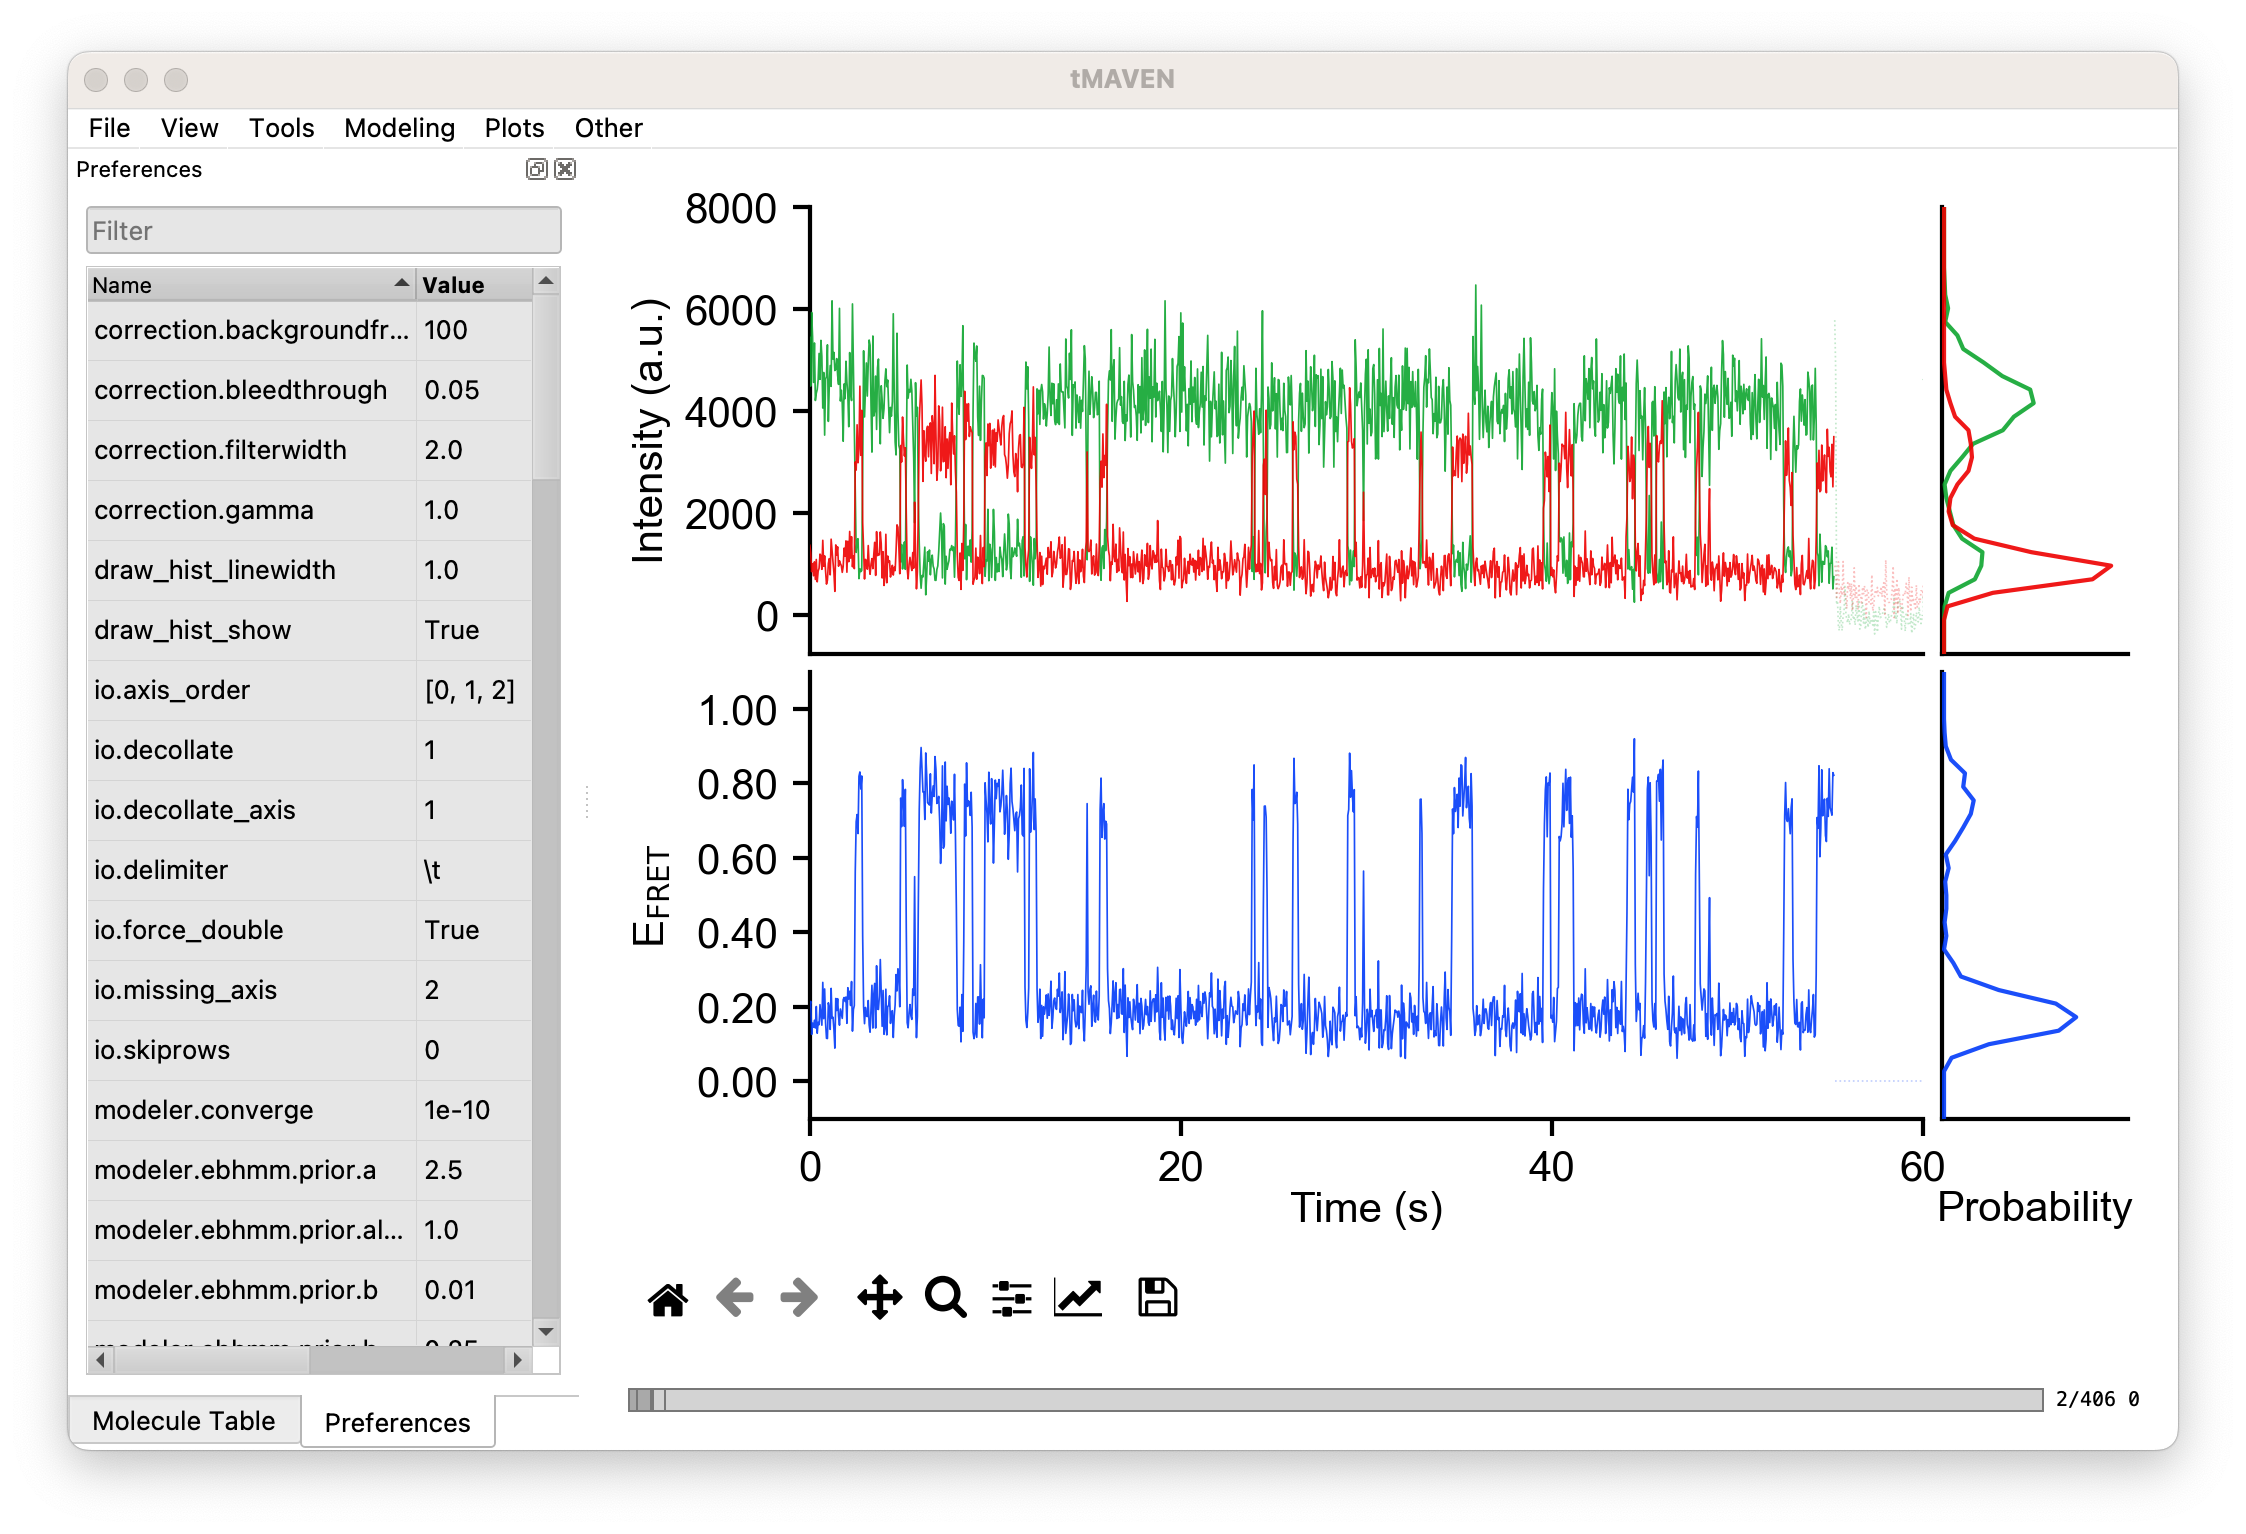 tMAVEN
File View Tools Modeling Plots Other
Preferences
Filter
Name Value
correction.backgroundfr... 100
correction.bleedthrough 0.05
correction.filterwidth 2.0
correction.gamma 1.0
draw_hist_linewidth 1.0
draw_hist_show True
io.axis_order [0, 1, 2]
io.decollate 1
io.decollate_axis 1
io.delimiter \t
io.force_double True
io.missing_axis 2
io.skiprows 0
modeler.converge 1e-10
modeler.ebhmm.prior.a 2.5
modeler.ebhmm.prior.al... 1.0
modeler.ebhmm.prior.b 0.01
Molecule Table Preferences
8000
6000
4000
2000
0
Intensity (a.u.)
1.00
0.80
0.60
0.40
0.20
0.00
EFRET
0 20 40 60
Time (s)
Probability
2/406 0